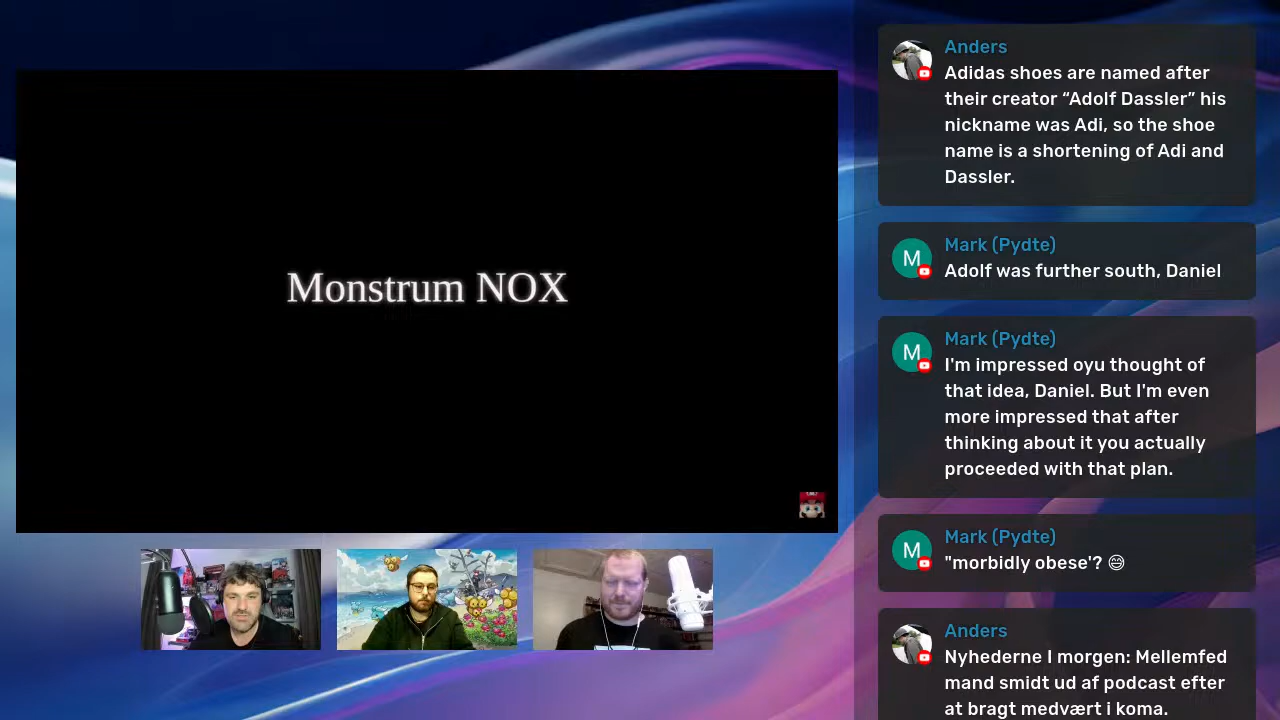 Monstrum NOX
Anders
Adidas shoes are named after
their creator “Adolf Dassler” his
nickname was Adi, so the shoe
name is a shortening of Adi and
Dassler.
M
Mark (Pydte)
Adolf was further south, Daniel
M
Mark (Pydte)
I'm impressed oyu thought of
that idea, Daniel. But I'm even
more impressed that after
thinking about it you actually
proceeded with that plan.
M
Mark (Pydte)
"morbidly obese'? 😅
Anders
Nyhederne I morgen: Mellemfed
mand smidt ud af podcast efter
at bragt medvært i koma.